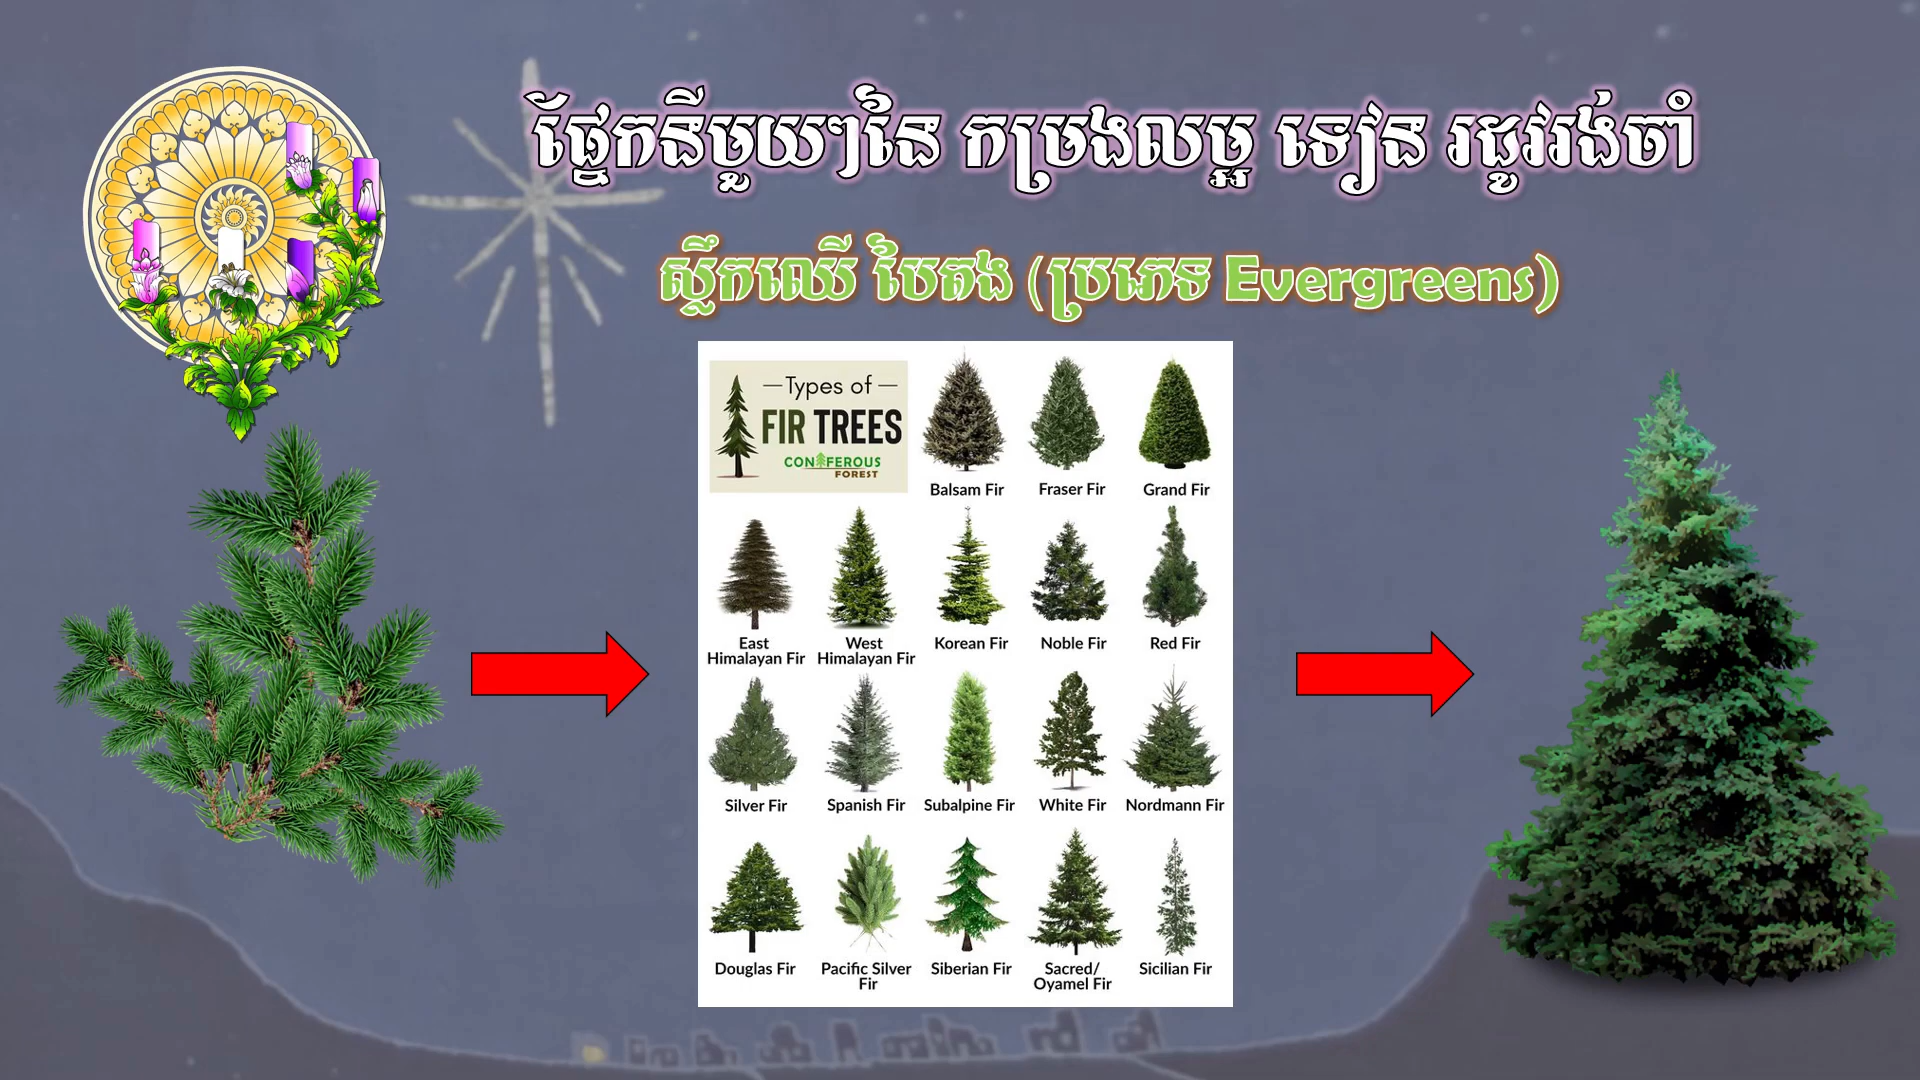 ផ្នែកនីមួយៗនៃ កម្រងលម្អ ទៀន រដូវរង់ចាំ
ស្លឹកឈើ បៃតង (ប្រភេទ Evergreens)
Types of
FIR TREES
CONIFEROUS
FOREST
Balsam Fir
Fraser Fir
Grand Fir
East
Himalayan Fir
West
Himalayan Fir
Korean Fir
Noble Fir
Red Fir
Silver Fir
Spanish Fir
Subalpine Fir
White Fir
Nordmann Fir
Douglas Fir
Pacific Silver
Fir
Siberian Fir
Sacred/
Oyamel Fir
Sicilian Fir